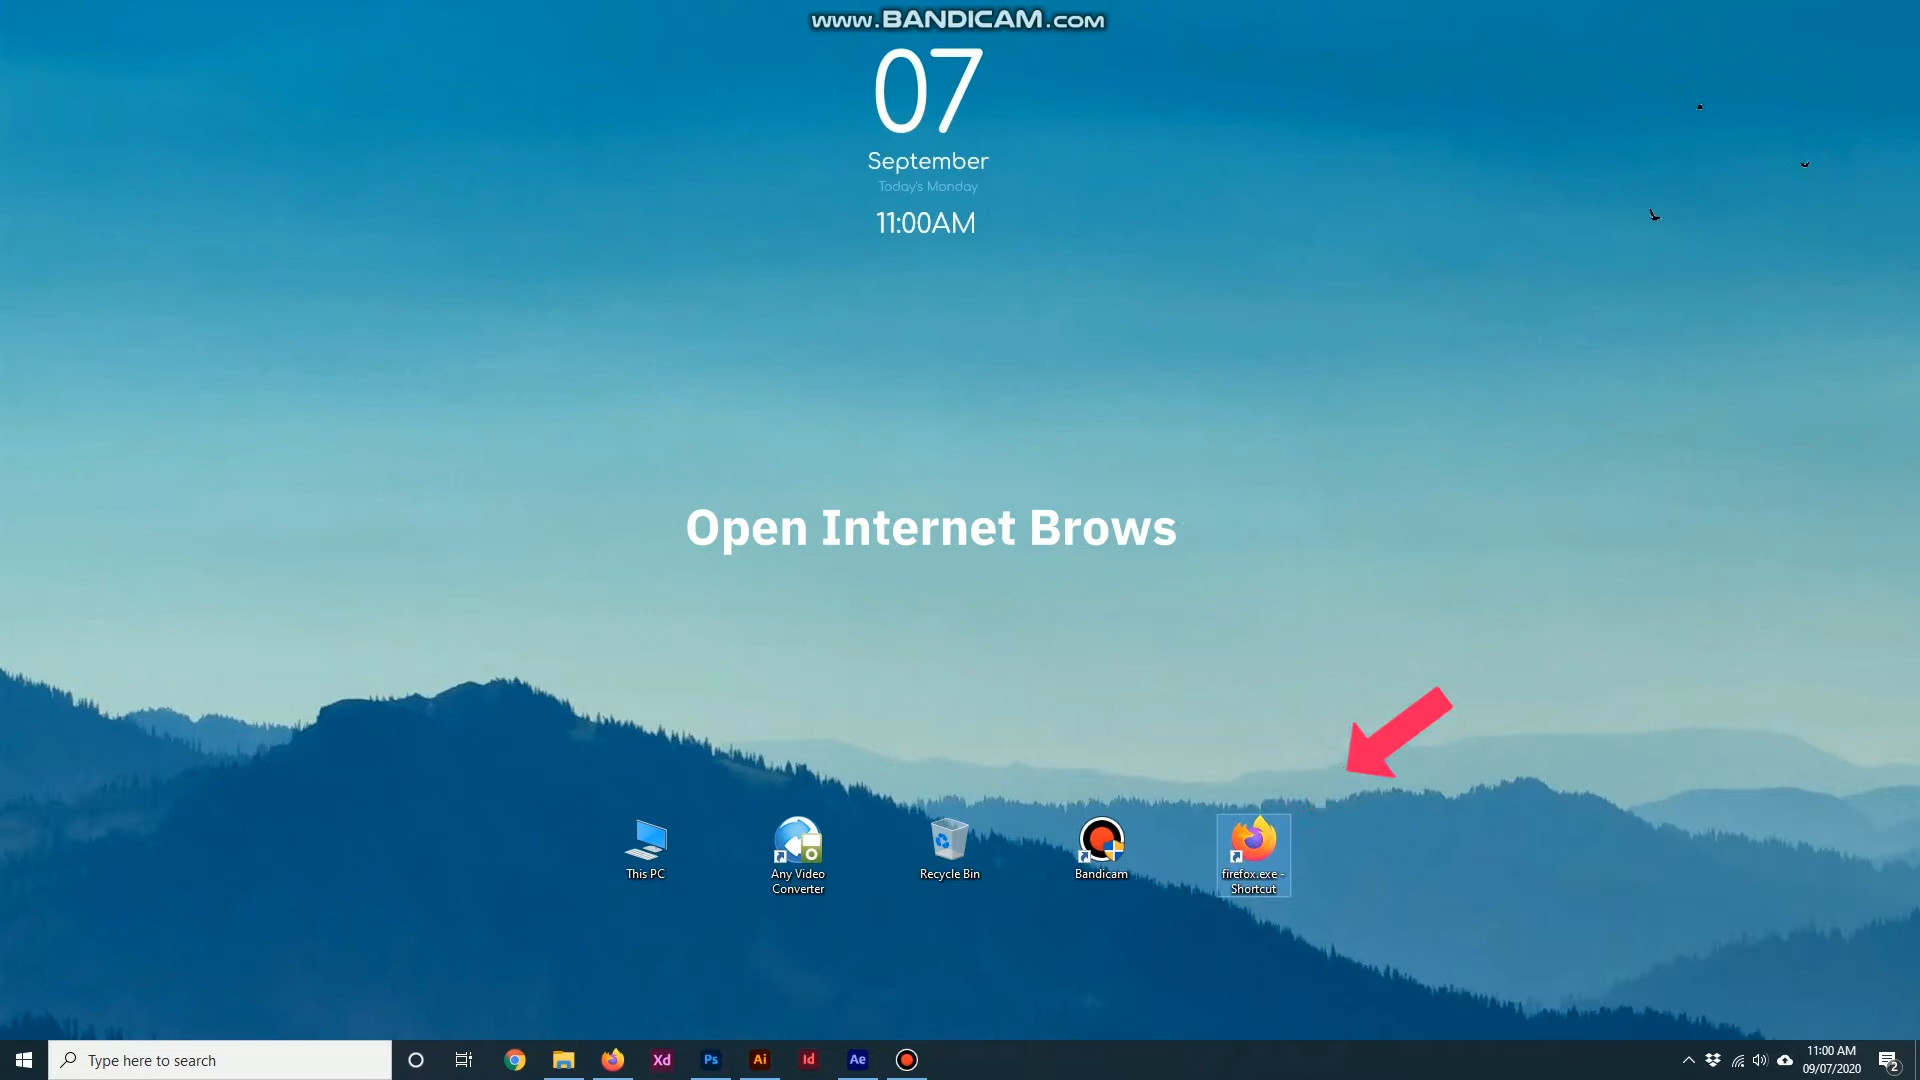 www.BANDICAM.com
07
September
Today's Monday
11:00AM
Open Internet Brows
This PC
Any Video
Converter
Recycle Bin
Bandicam
firefox.exe -
Shortcut
Type here to search
Xd
Ps
Ai
Id
Ae
11:00 AM
09/07/2020
2